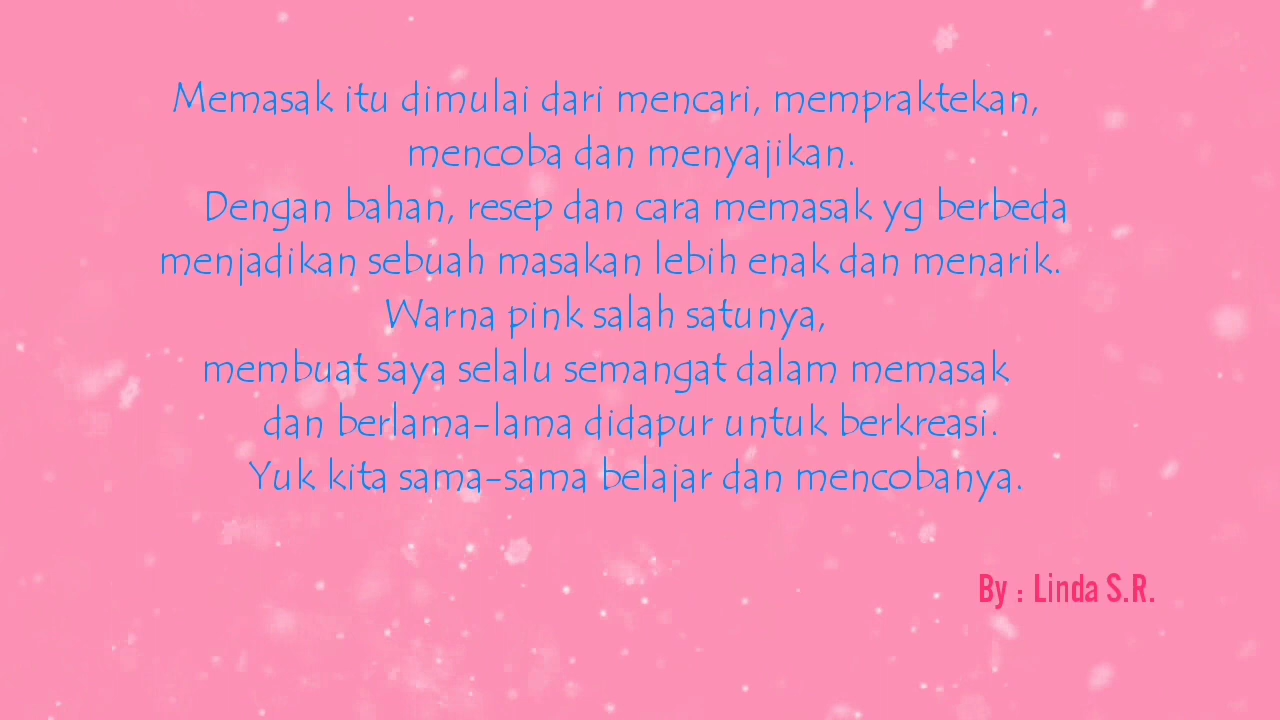 Memasak itu dimulai dari mencari, mempraktekan,
mencoba dan menyajikan.
Dengan bahan, resep dan cara memasak yg berbeda
menjadikan sebuah masakan lebih enak dan menarik.
Warna pink salah satunya,
membuat saya selalu semangat dalam memasak
dan berlama-lama didapur untuk berkreasi.
Yuk kita sama-sama belajar dan mencobanya.
By : Linda S.R.